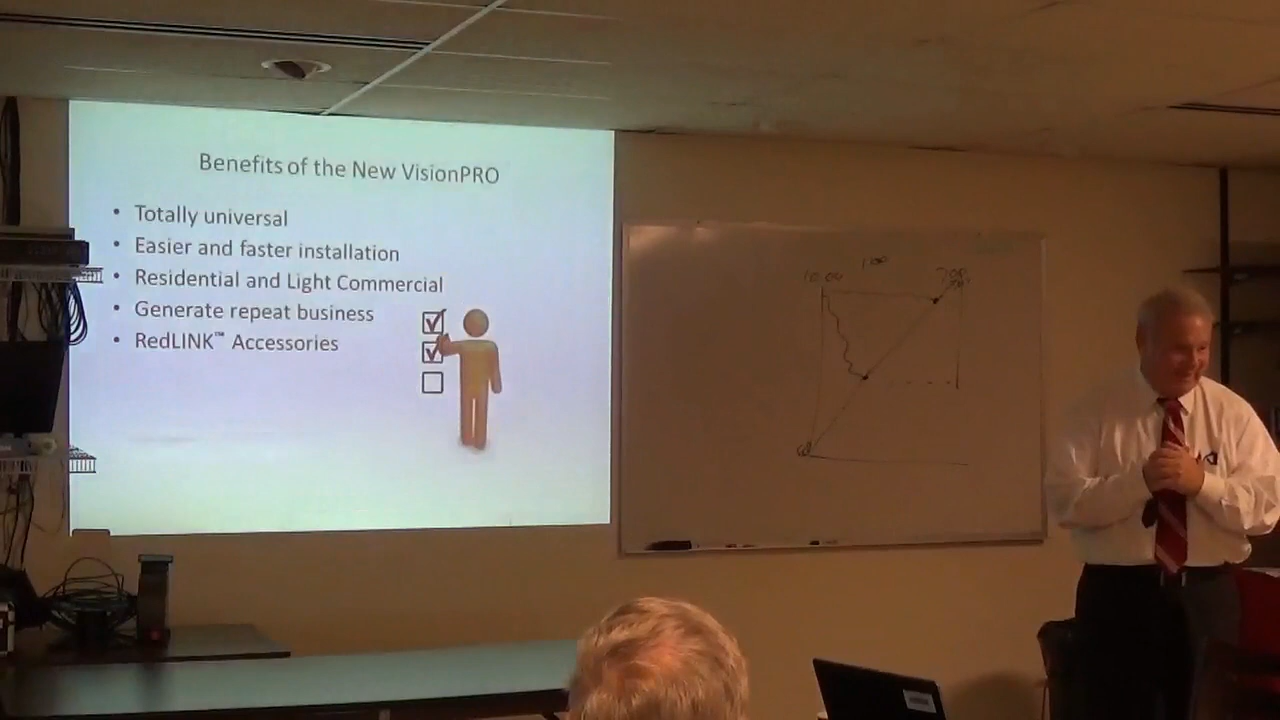 Benefits of the New VisionPRO
• Totally universal
• Easier and faster installation
• Residential and Light Commercial
• Generate repeat business
• RedLINK™ Accessories